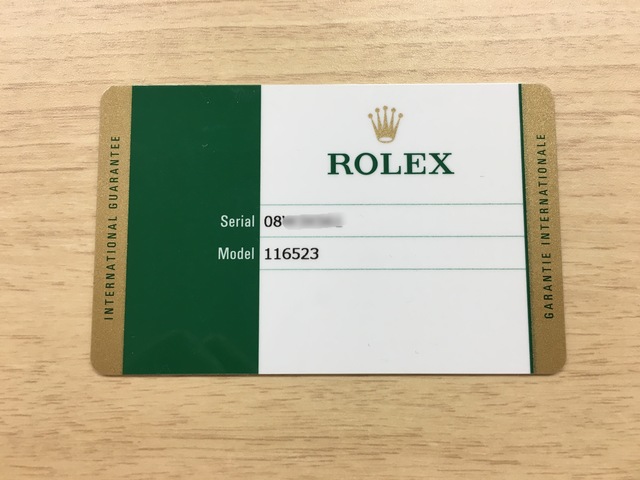 INTERNATIONAL GUARANTEE
ROLEX
Serial 08
Model 116523
GARANTIE INTERNATIONALE